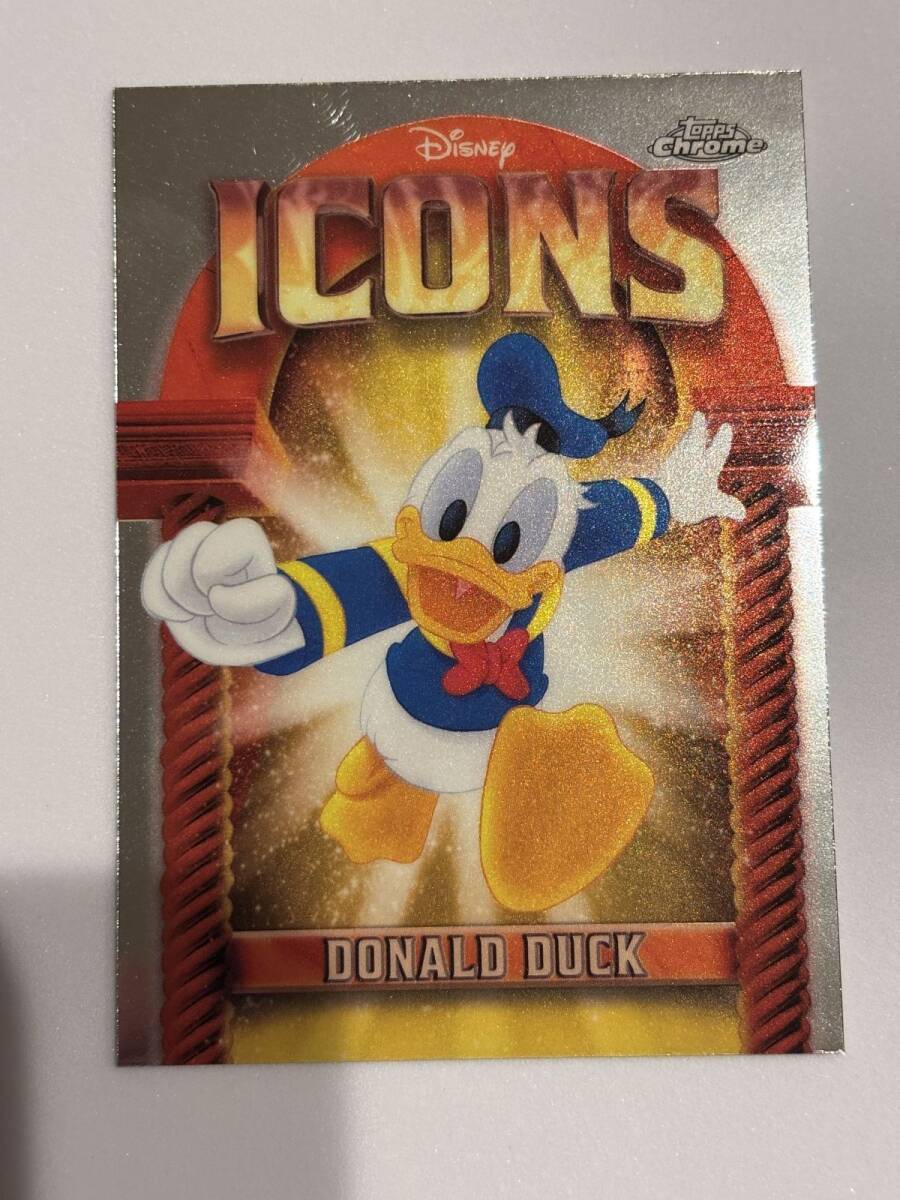 Disney
Topps
Chrome
ICONS
DONALD DUCK